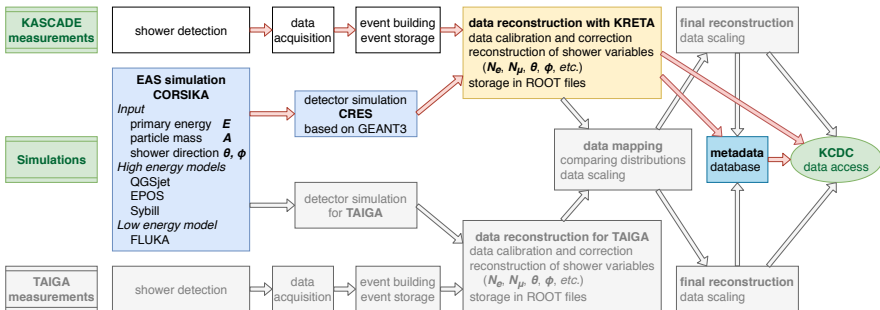 KASCADE
measurements
shower detection
data
acquisition
event building
event storage
data reconstruction with KRETA
data calibration and correction
reconstruction of shower variables
(Ne, Nμ, θ, ϕ, etc.)
storage in ROOT files
final reconstruction
data scaling
EAS simulation
CORSIKA
Input
primary energy E
particle mass A
shower direction θ, ϕ
High energy models
QGSjet
EPOS
Sybill
Low energy model
FLUKA
detector simulation
CRES
based on GEANT3
Simulations
data mapping
comparing distributions
data scaling
metadata
database
KCDC
data access
detector simulation
for TAIGA
data reconstruction for TAIGA
data calibration and correction
reconstruction of shower variables
(Ne, Nμ, θ, ϕ, etc.)
storage in ROOT files
TAIGA
measurements
shower detection
data
acquisition
event building
event storage
final reconstruction
data scaling